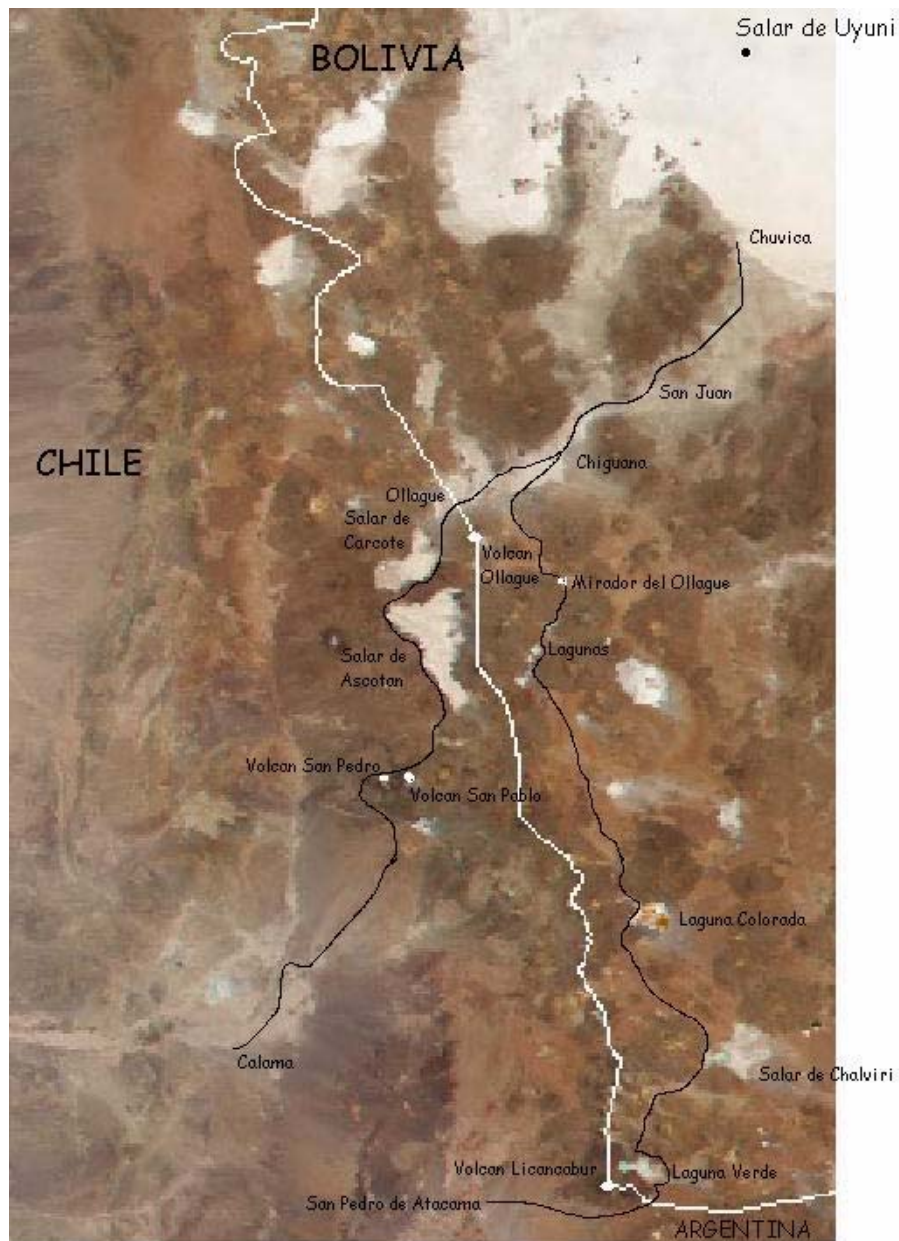 Salar de Uyuni
BOLIVIA
Chuvica
San Juan
CHILE
Chiguana
Ollague
Salar de
Carcote
Volcan
Ollague
Mirador del Ollague
Lagunas
Salar de
Ascotan
Volcan San Pedro
Volcan San Pablo
Laguna Colorada
Calama
Salar de Chalviri
Volcan Licancabur
Laguna Verde
San Pedro de Atacama
ARGENTINA